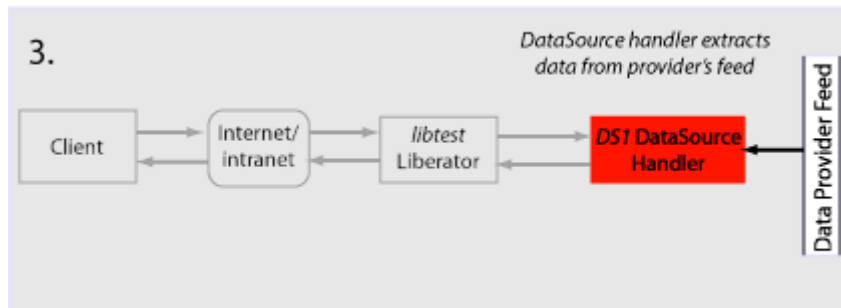 3.
DataSource handler extracts
data from provider's feed
Client
Internet/
intranet
libtest
Liberator
DS1 DataSource
Handler
Data Provider Feed